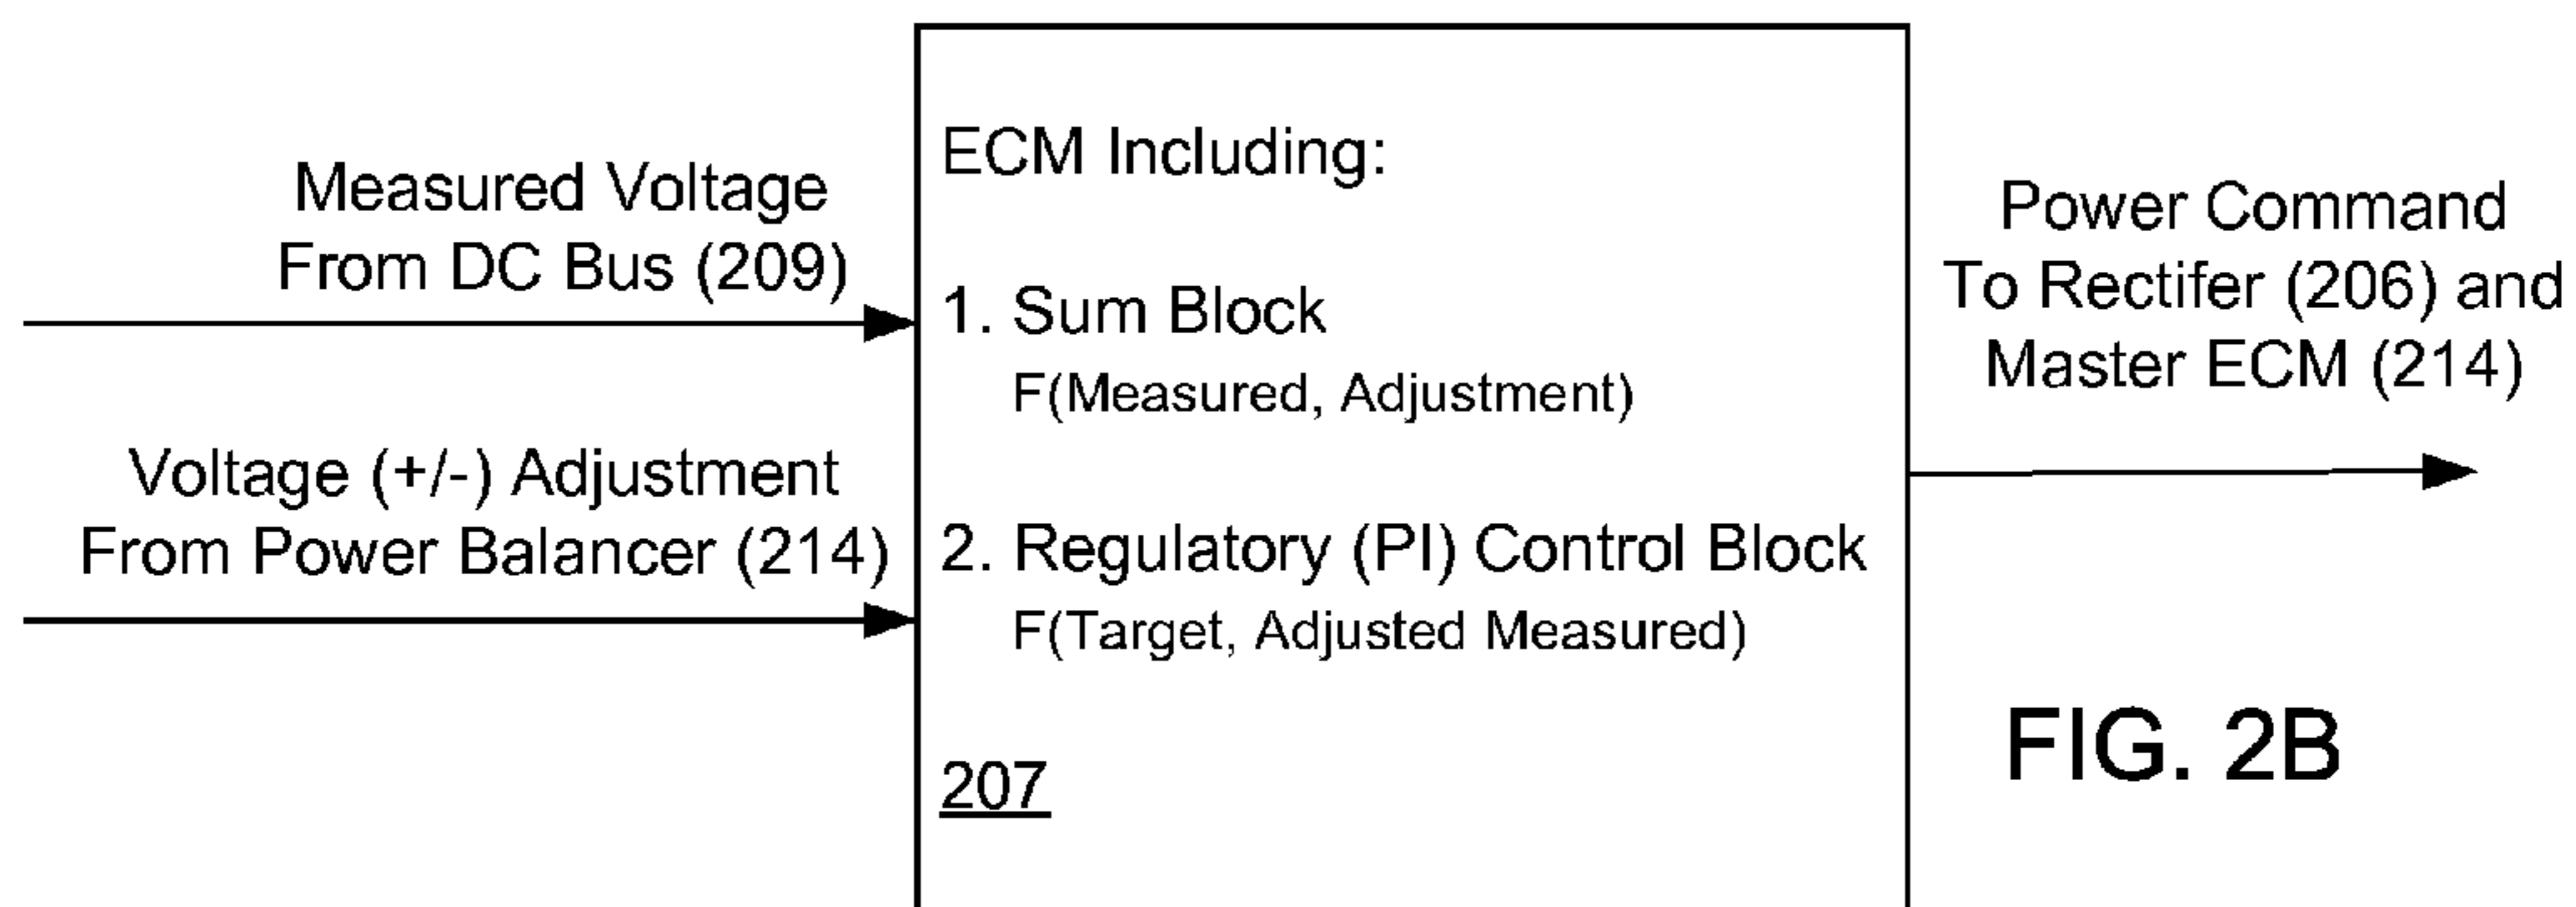 Measured Voltage
From DC Bus (209)
Voltage (+/-) Adjustment
From Power Balancer (214)
ECM Including:
1. Sum Block
F(Measured, Adjustment)
2. Regulatory (PI) Control Block
F(Target, Adjusted Measured)
207
Power Command
To Rectifer (206) and
Master ECM (214)
FIG. 2B